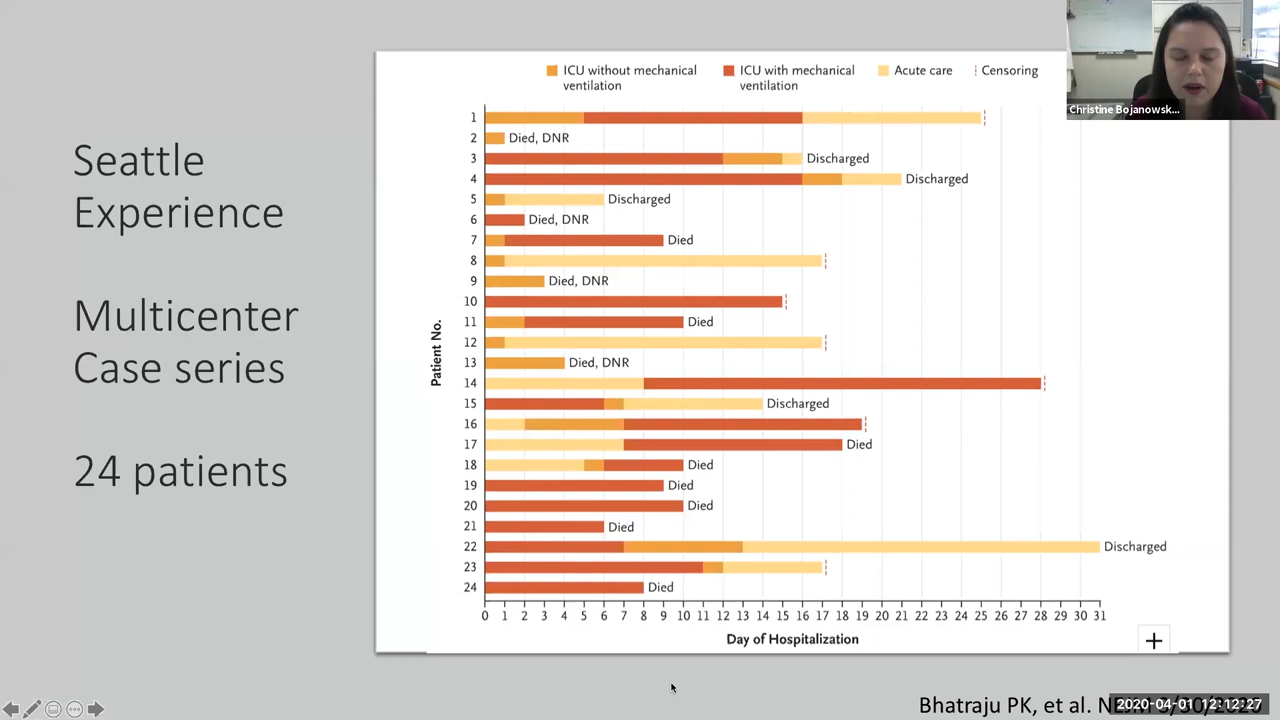 Seattle
Experience
Multicenter
Case series
24 patients
ICU without mechanical
ventilation
ICU with mechanical
ventilation
Acute care
Censoring
Christine Bojanowsk...
Patient No.
1
2 Died, DNR
3 Discharged
4 Discharged
5 Discharged
6 Died, DNR
7 Died
8
9 Died, DNR
10
11 Died
12
13 Died, DNR
14
15 Discharged
16
17 Died
18 Died
19 Died
20 Died
21 Died
22 Discharged
23
24 Died
0 1 2 3 4 5 6 7 8 9 10 11 12 13 14 15 16 17 18 19 20 21 22 23 24 25 26 27 28 29 30 31
Day of Hospitalization
Bhatraju PK, et al. NEJM 3/30/2020
2020-04-01 12:12:27